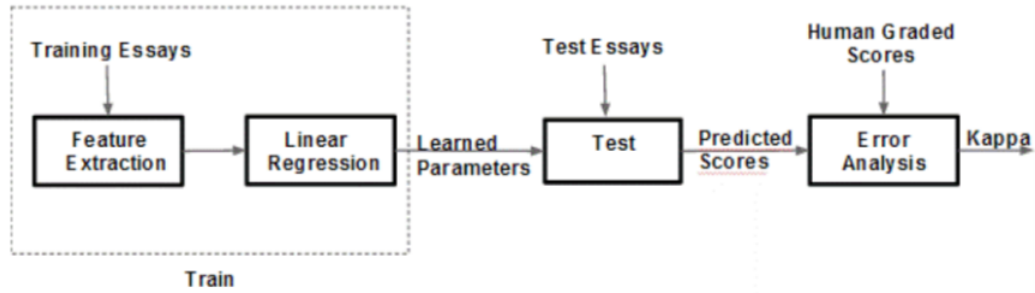 Training Essays
Feature
Extraction
Linear
Regression
Learned
Parameters
Test Essays
Test
Predicted
Scores
Human Graded
Scores
Error
Analysis
Kappa
Train